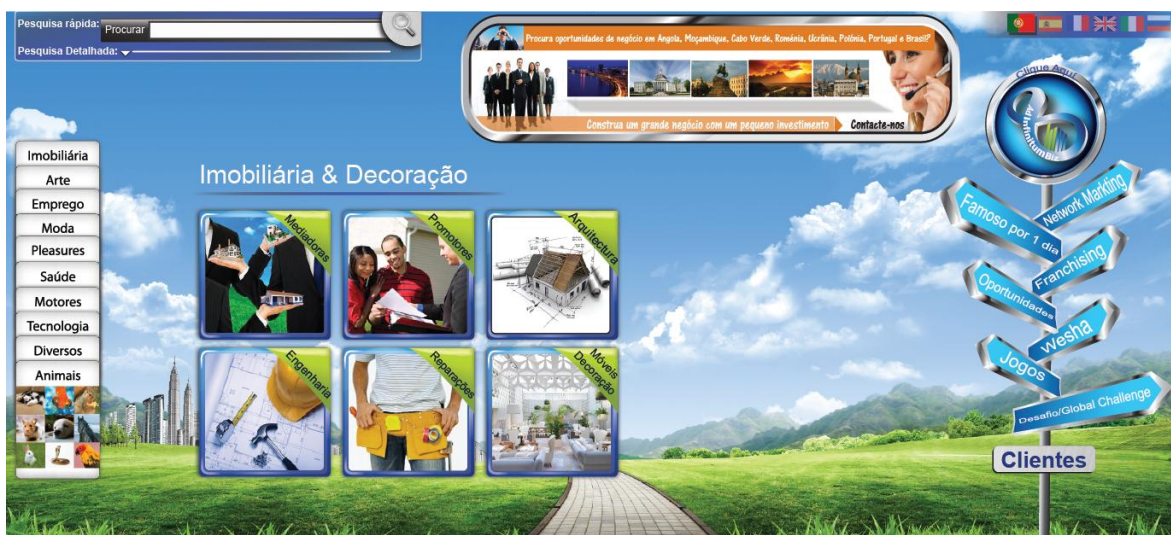 Pesquisa rápida:
Procurar
Pesquisa Detalhada:
Procura oportunidades de negócio em Angola, Moçambique, Cabo Verde, Roménia, Ucrânia, Polónia, Portugal e Brasil?
Construa um grande negócio com um pequeno investimento
Contacte-nos
Clique Aqui
AdInfinitumBiz
Imobiliária
Arte
Emprego
Moda
Pleasures
Saúde
Motores
Tecnologia
Diversos
Animais
Imobiliária & Decoração
Mediadoras
Promotores
Arquitectura
Engenharia
Reparações
Móveis
Decoração
Network Markting
Famoso por 1 dia
Franchising
Oportunidades
wesha
Jogos
Desafio/Global Challenge
Clientes